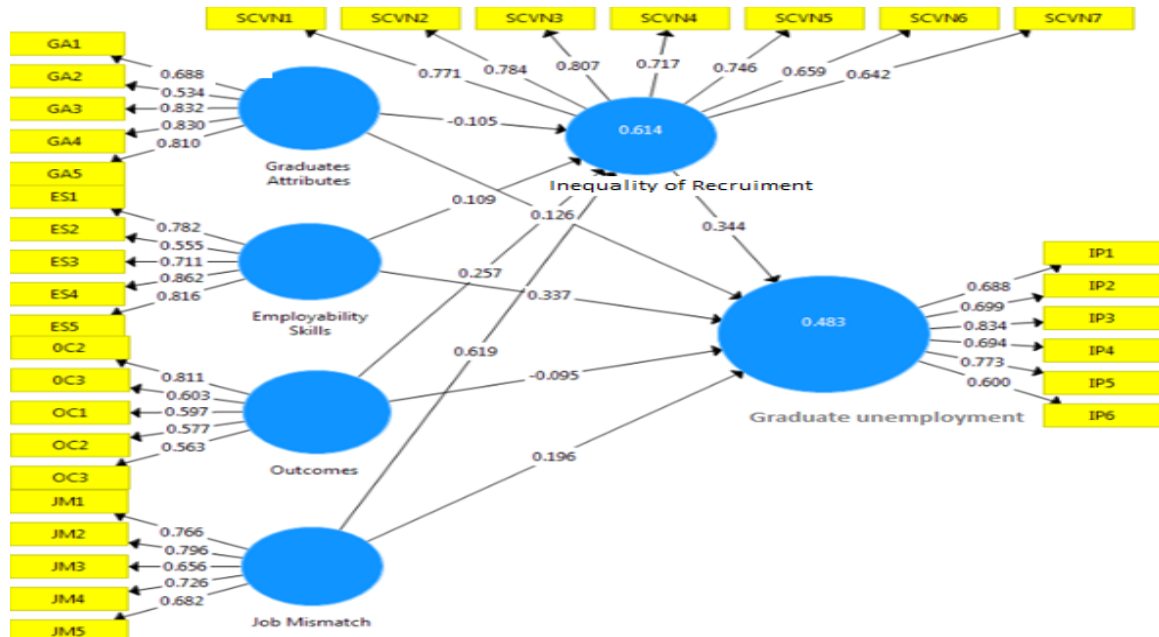 SCVN1 SCVN2 SCVN3 SCVN4 SCVN5 SCVN6 SCVN7
0.771 0.784 0.807 0.717 0.746 0.659 0.642
GA1
GA2
GA3
GA4
GA5
0.688
0.534
0.832
0.830
0.810
Graduates
Attributes
-0.105
0.126
0.614
Inequality of Recruiment
0.344
ES1
ES2
ES3
ES4
ES5
0.782
0.555
0.711
0.862
0.816
Employability
Skills
0.109
0.337
0C2
0C3
OC1
OC2
OC3
0.811
0.603
0.597
0.577
0.563
Outcomes
0.257
-0.095
JM1
JM2
JM3
JM4
JM5
0.766
0.796
0.656
0.726
0.682
Job Mismatch
0.619
0.196
0.483
Graduate unemployment
0.688
0.699
0.834
0.694
0.773
0.600
IP1
IP2
IP3
IP4
IP5
IP6